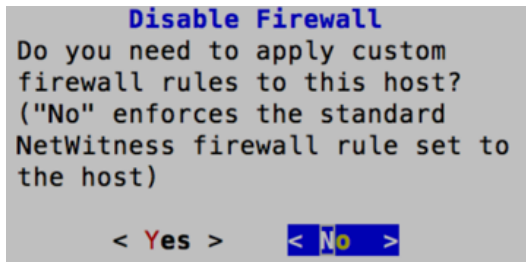 Disable Firewall
Do you need to apply custom
firewall rules to this host?
("No" enforces the standard
NetWitness firewall rule set to
the host)
< Yes > < No >